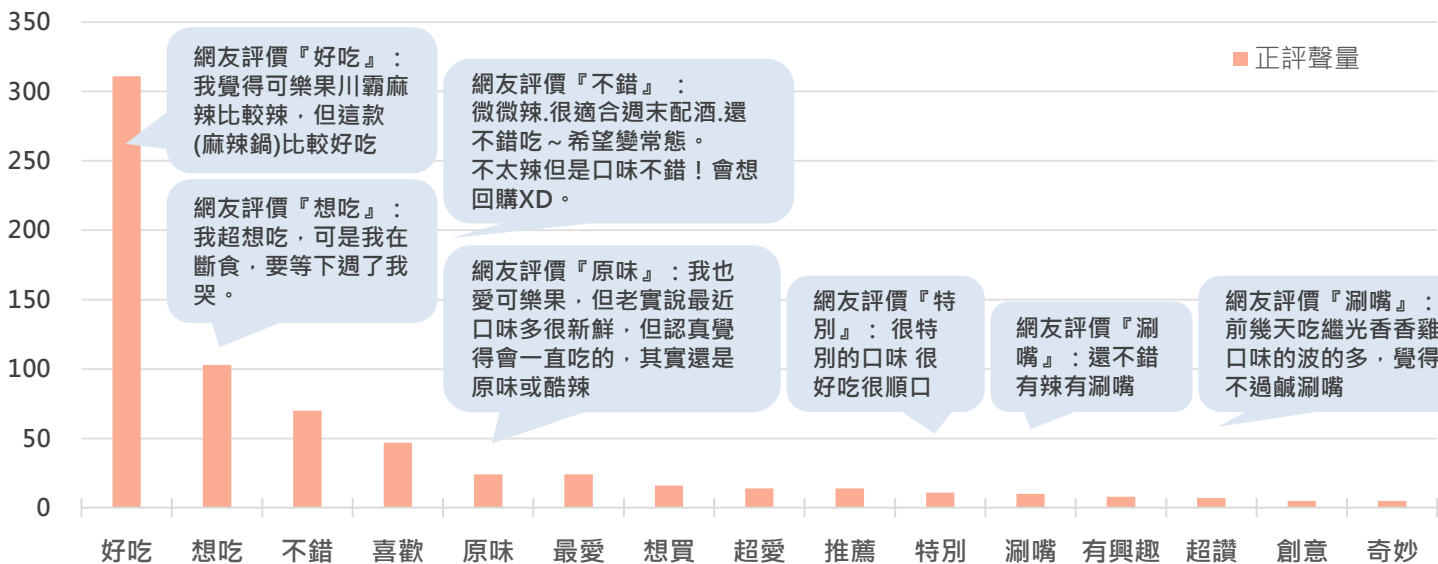 350
300
250
200
150
100
50
0
正評聲量
網友評價『好吃』：
我覺得可樂果川霸麻
辣比較辣，但這款
(麻辣鍋)比較好吃
網友評價『不錯』：
微微辣.很適合週末配酒.還
不錯吃～希望變常態。
不太辣但是口味不錯！會想
回購XD。
網友評價『想吃』：
我超想吃，可是我在
斷食，要等下週了我
哭。
網友評價『原味』：我也
愛可樂果，但老實說最近
口味多很新鮮，但認真覺
得會一直吃的，其實還是
原味或酷辣
網友評價『特
別』： 很特
別的口味 很
好吃很順口
網友評價『涮
嘴』：還不錯
有辣有涮嘴
網友評價『涮嘴』：
前幾天吃繼光香香雞
口味的波的多，覺得
不過鹹涮嘴
好吃 想吃 不錯 喜歡 原味 最愛 想買 超愛 推薦 特別 涮嘴 有興趣 超讚 創意 奇妙